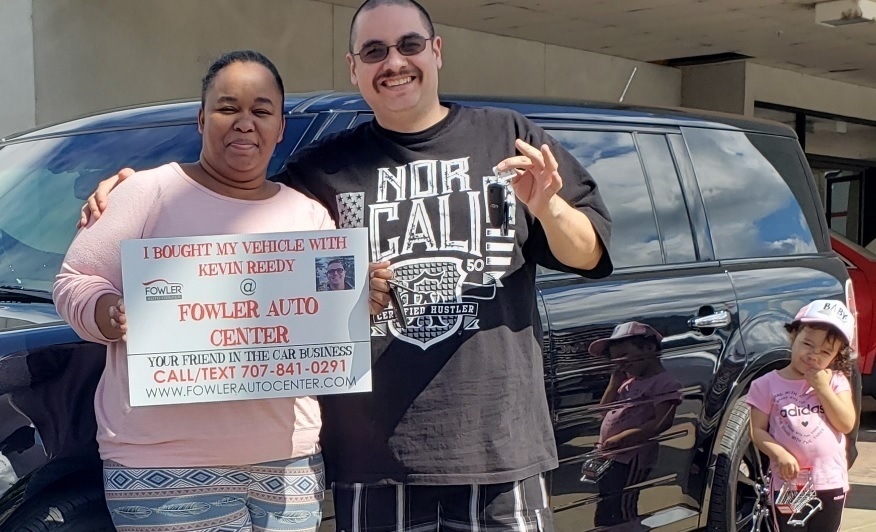 I BOUGHT MY VEHICLE WITH
KEVIN REEDY
@
FOWLER
FOWLER AUTO
CENTER
YOUR FRIEND IN THE CAR BUSINESS
CALL/TEXT 707-841-0291
WWW.FOWLERAUTOCENTER.COM
NOR
CALI
50
CERTIFIED HUSTLER
BABY
adidas